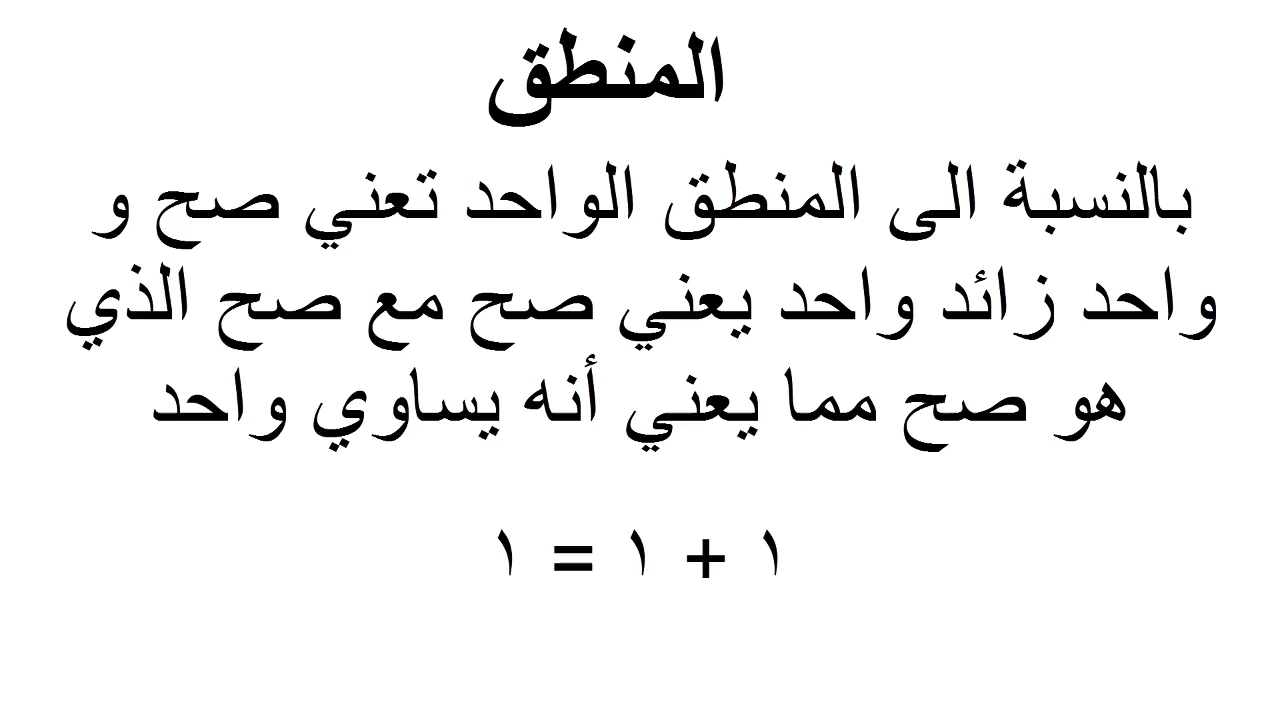 المنطق
بالنسبة الى المنطق الواحد تعني صح و
واحد زائد واحد يعني صح مع صح الذي
هو صح مما يعني أنه يساوي واحد
١ + ١ = ١